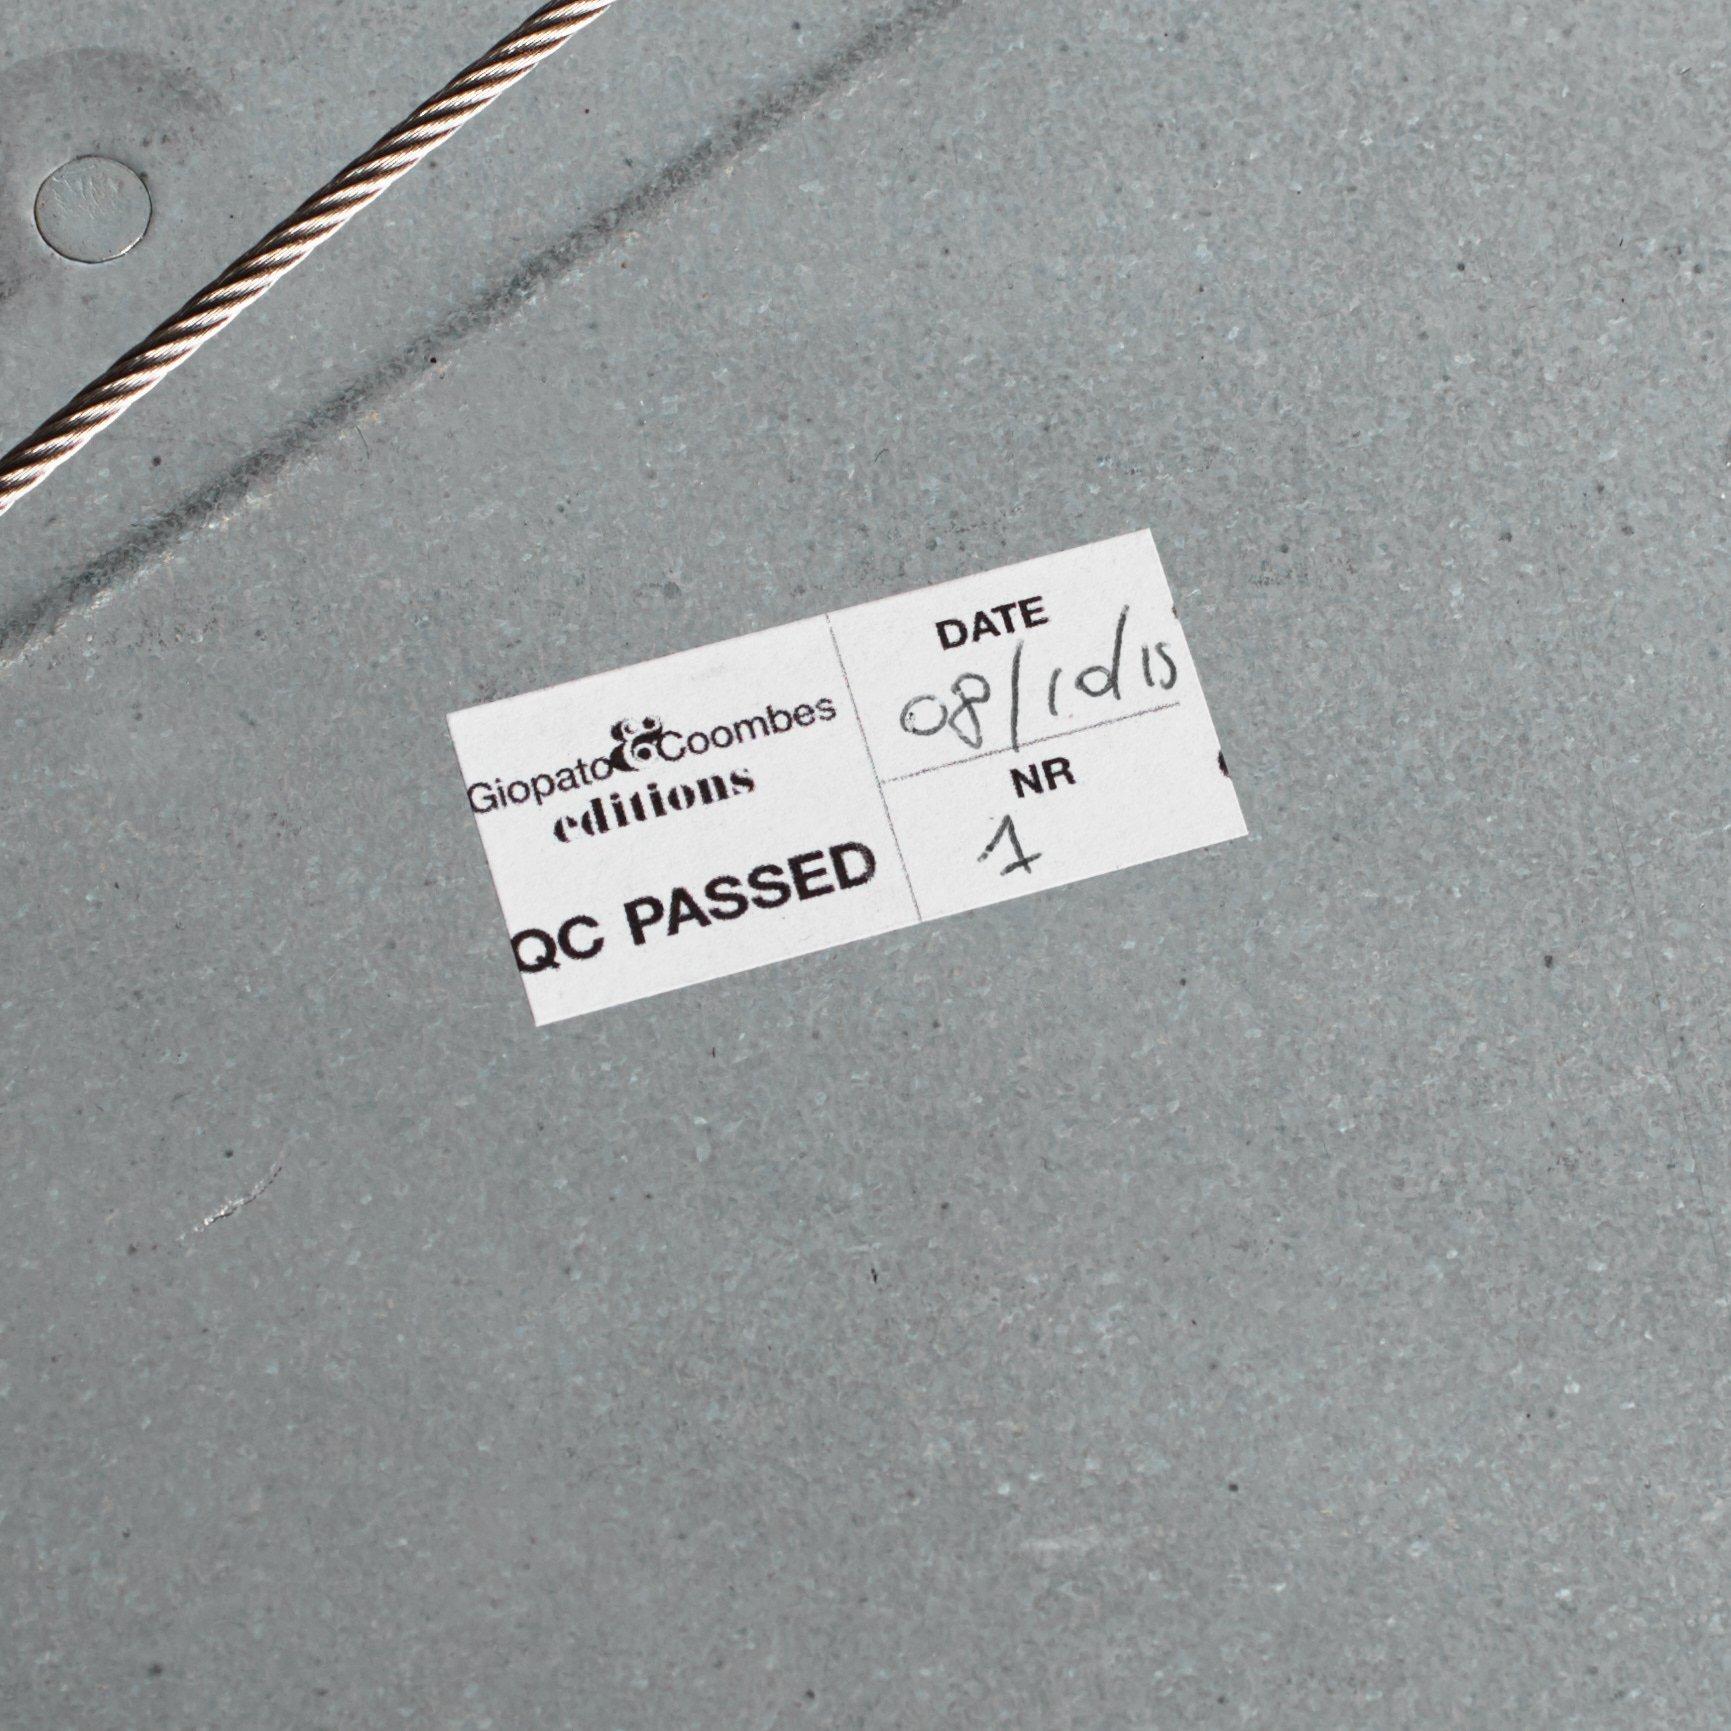 Giopato&Coombes
editions
QC PASSED
DATE
08/10/15
NR
1